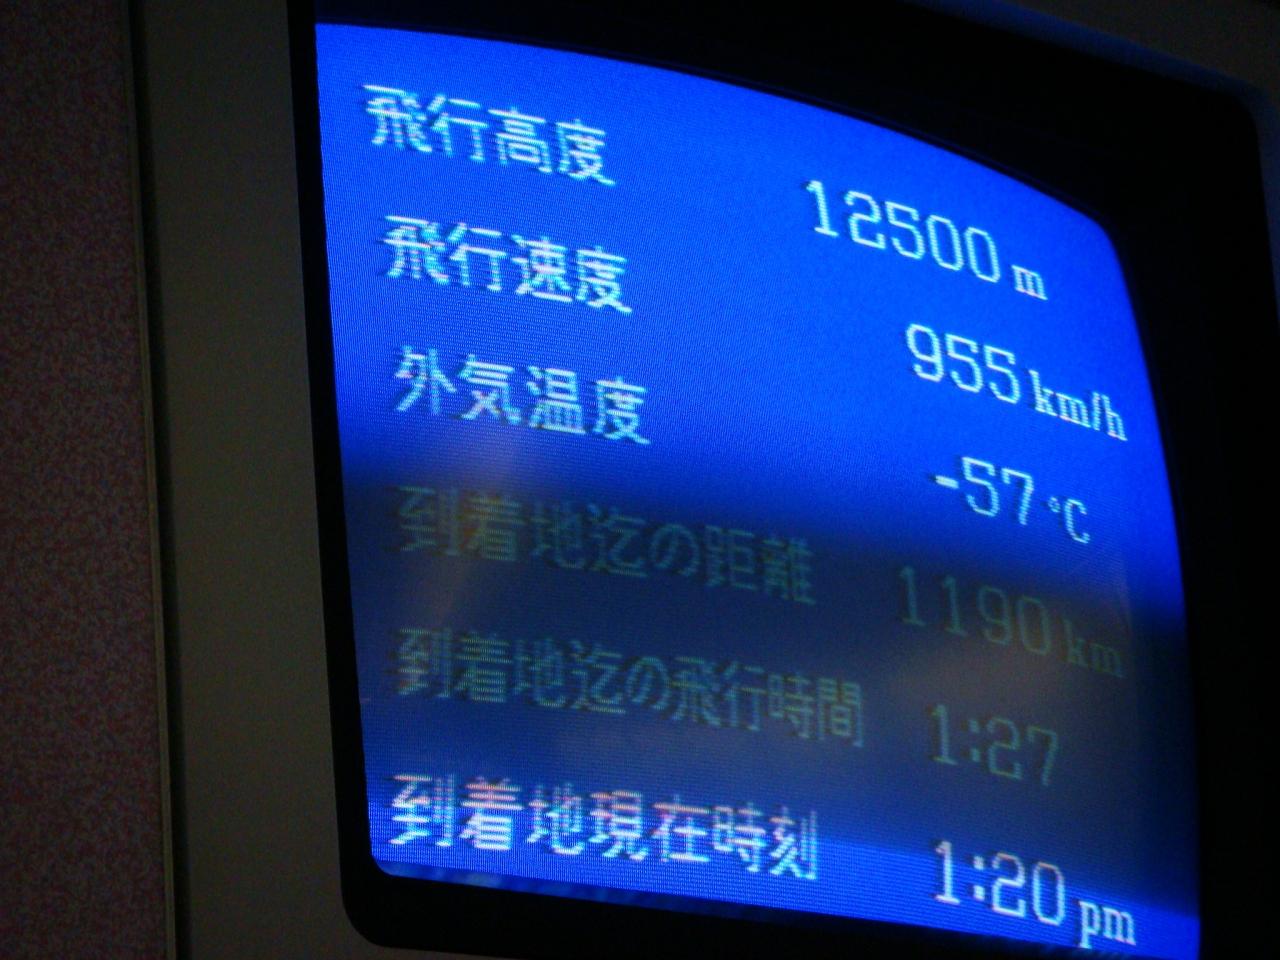 飛行高度 12500 m
飛行速度 955 km/h
外気温度 -57 °C
到着地迄の距離 1190 km
到着地迄の飛行時間 1:27
到着地現在時刻 1:20 pm